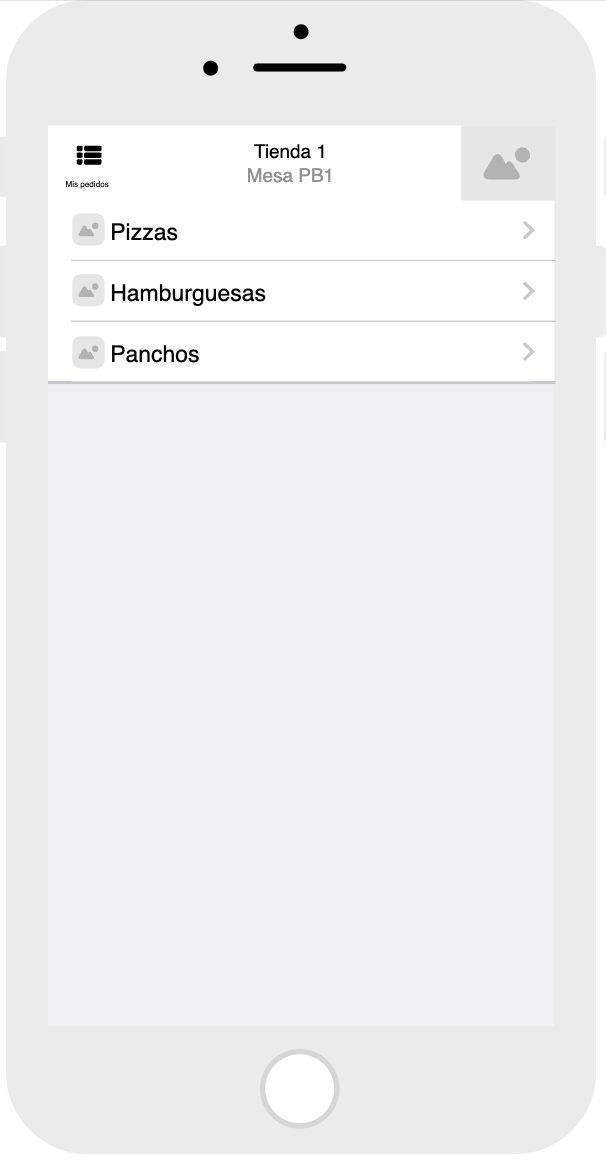 Tienda 1
Mesa PB1
Mis pedidos
Pizzas
Hamburguesas
Panchos